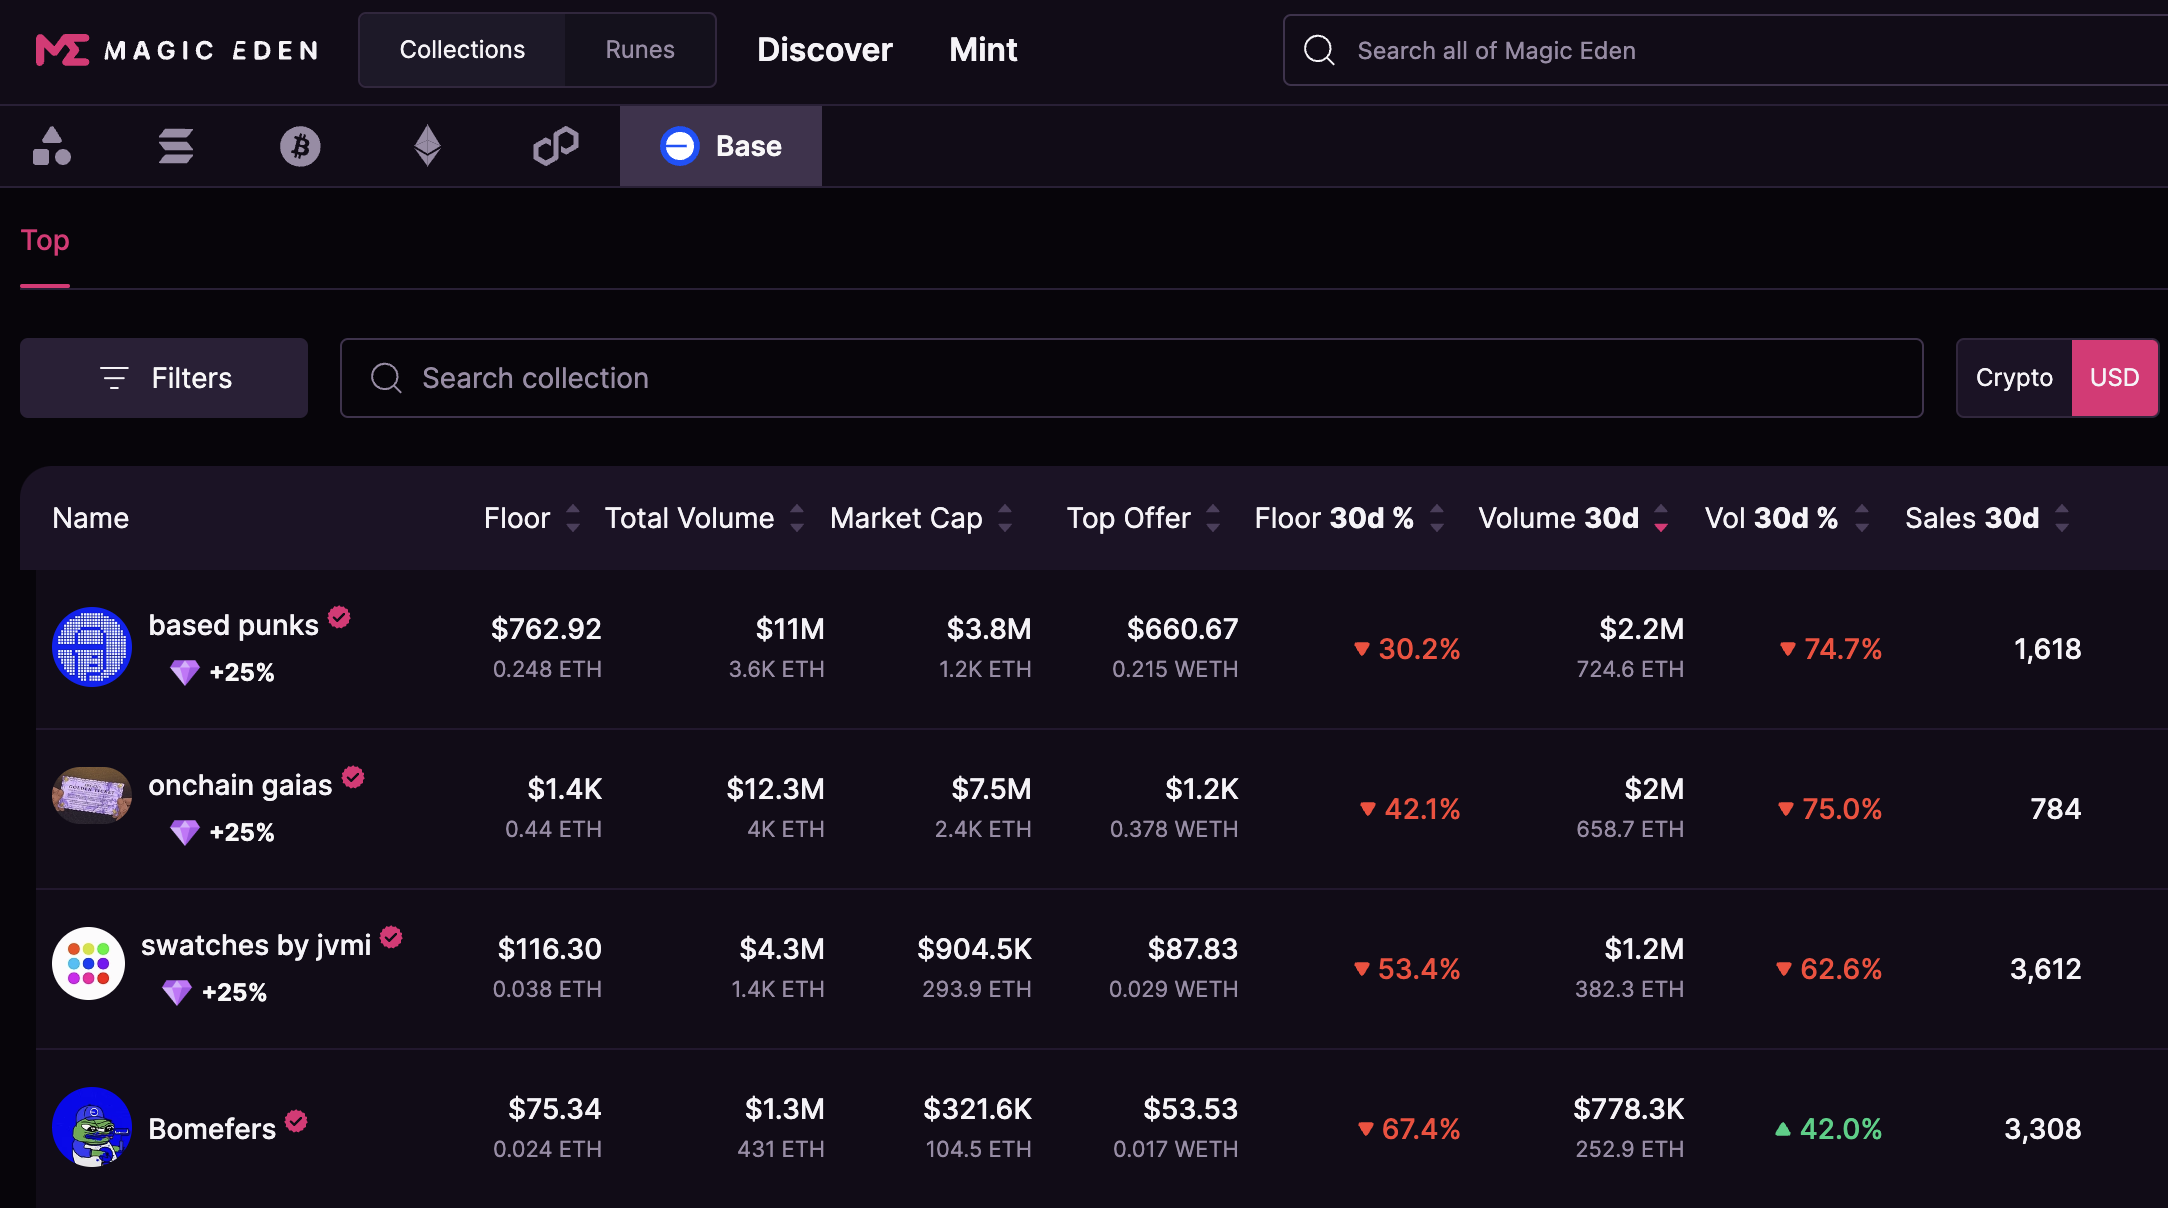 MAGIC EDEN Collections Runes Discover Mint Search all of Magic Eden
Base
Top
Filters Search collection Crypto USD
Name Floor Total Volume Market Cap Top Offer Floor 30d % Volume 30d Vol 30d % Sales 30d
based punks $762.92 $11M $3.8M $660.67 30.2% $2.2M 74.7% 1,618
+25% 0.248 ETH 3.6K ETH 1.2K ETH 0.215 WETH 724.6 ETH
onchain gaias $1.4K $12.3M $7.5M $1.2K 42.1% $2M 75.0% 784
+25% 0.44 ETH 4K ETH 2.4K ETH 0.378 WETH 658.7 ETH
swatches by jvmi $116.30 $4.3M $904.5K $87.83 53.4% $1.2M 62.6% 3,612
+25% 0.038 ETH 1.4K ETH 293.9 ETH 0.029 WETH 382.3 ETH
Bomefers $75.34 $1.3M $321.6K $53.53 67.4% $778.3K 42.0% 3,308
0.024 ETH 431 ETH 104.5 ETH 0.017 WETH 252.9 ETH